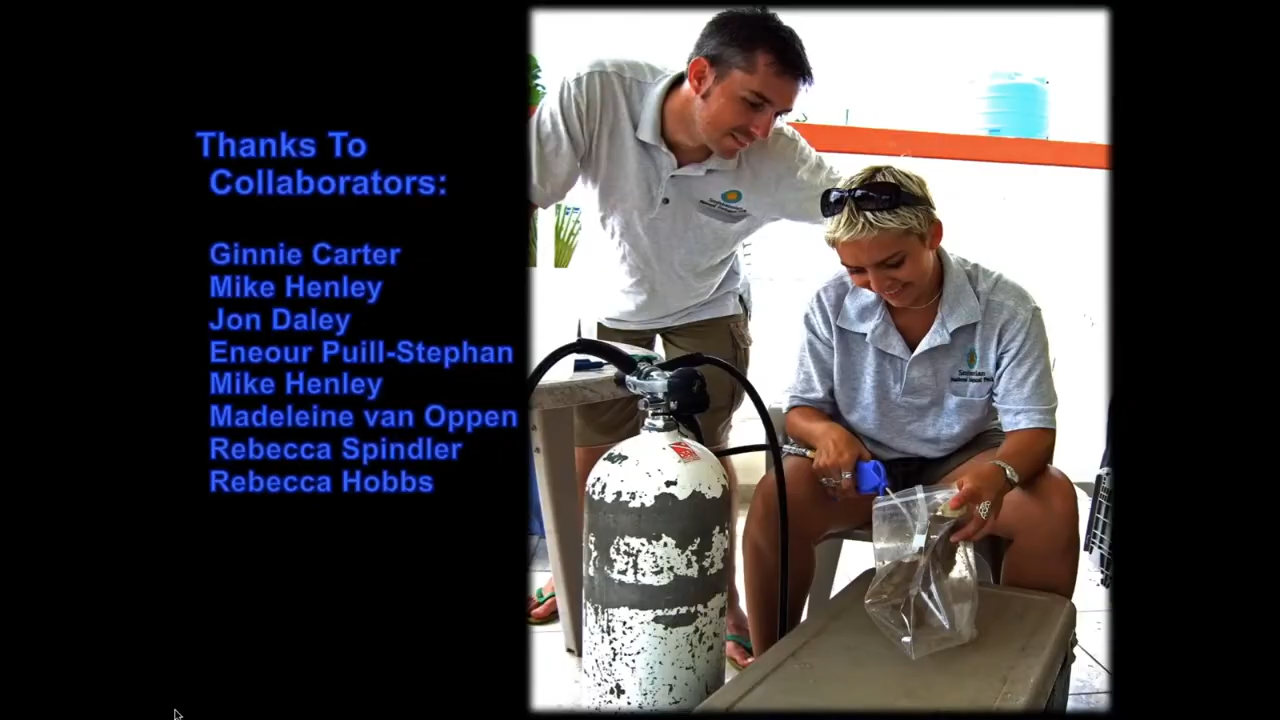 Thanks To
Collaborators:
Ginnie Carter
Mike Henley
Jon Daley
Eneour Puill-Stephan
Mike Henley
Madeleine van Oppen
Rebecca Spindler
Rebecca Hobbs